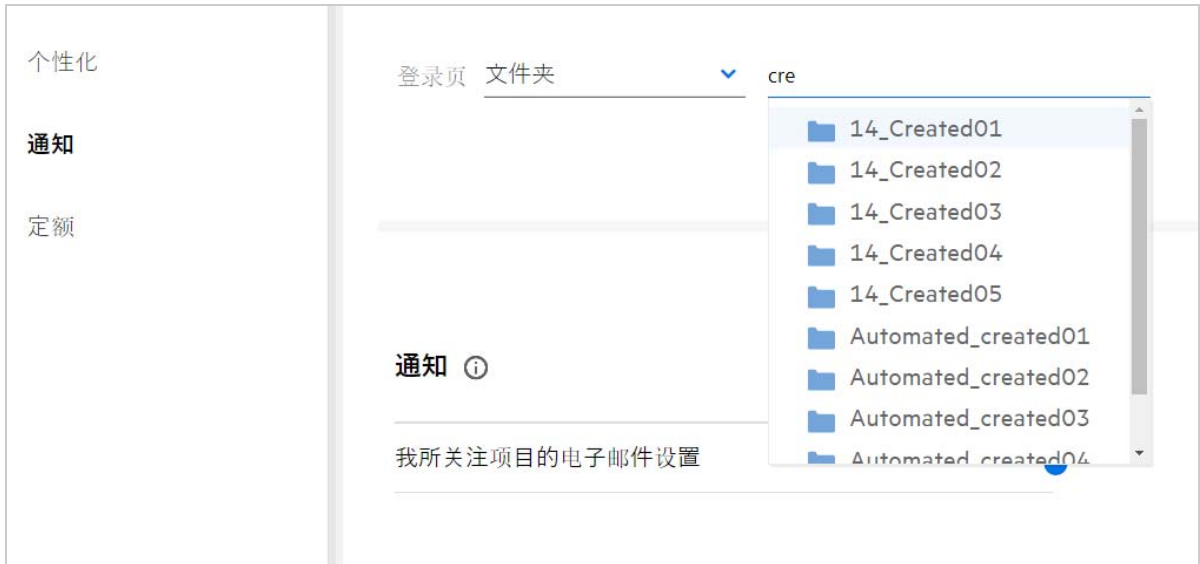 个性化
通知
定额
登录页 文件夹 cre
14_Created01
14_Created02
14_Created03
14_Created04
14_Created05
Automated_created01
Automated_created02
Automated_created03
Automated_created04
通知
我所关注项目的电子邮件设置